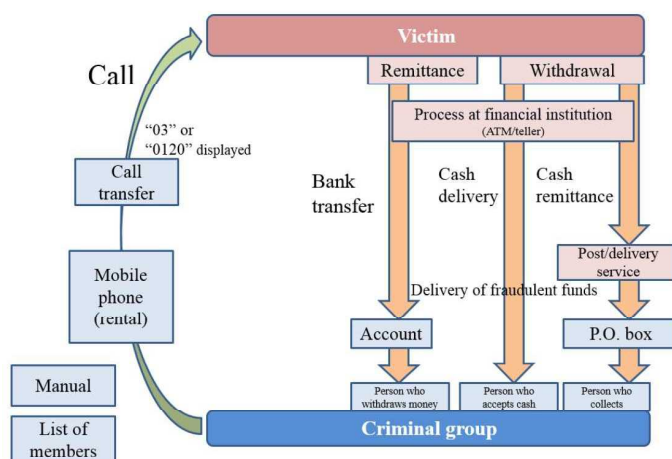 Victim
Call
Remittance
Withdrawal
Process at financial institution
(ATM/teller)
“03” or
“0120” displayed
Call
transfer
Bank
transfer
Cash
delivery
Cash
remittance
Mobile
phone
(rental)
Post/delivery
service
Delivery of fraudulent funds
Account
P.O. box
Manual
List of
members
Person who
withdraws money
Person who
accepts cash
Person who
collects
Criminal group